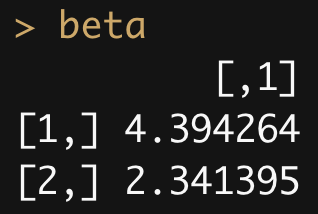 > beta
[,1]
[1,] 4.394264
[2,] 2.341395